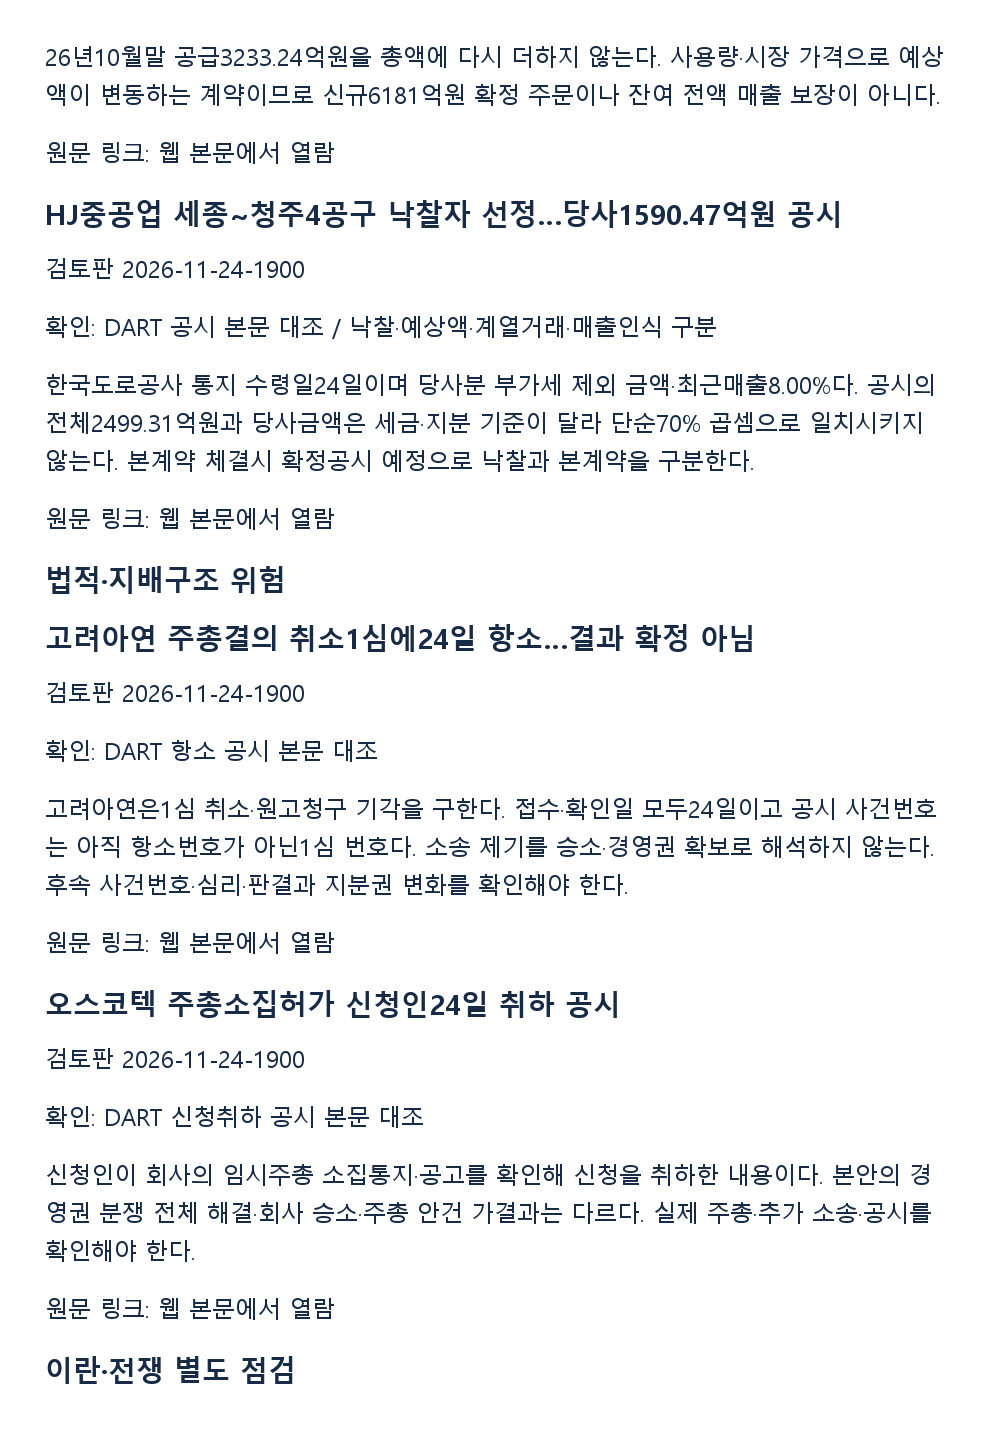 26년10월말 공급3233.24억원을 총액에 다시 더하지 않는다. 사용량·시장 가격으로 예상
액이 변동하는 계약이므로 신규6181억원 확정 주문이나 잔여 전액 매출 보장이 아니다.
원문 링크: 웹 본문에서 열람
HJ중공업 세종~청주4공구 낙찰자 선정...당사1590.47억원 공시
검토판 2026-11-24-1900
확인: DART 공시 본문 대조 / 낙찰·예상액·계열거래·매출인식 구분
한국도로공사 통지 수령일24일이며 당사분 부가세 제외 금액·최근매출8.00%다. 공시의
전체2499.31억원과 당사금액은 세금·지분 기준이 달라 단순70% 곱셈으로 일치시키지
않는다. 본계약 체결시 확정공시 예정으로 낙찰과 본계약을 구분한다.
원문 링크: 웹 본문에서 열람
법적·지배구조 위험
고려아연 주총결의 취소1심에24일 항소...결과 확정 아님
검토판 2026-11-24-1900
확인: DART 항소 공시 본문 대조
고려아연은1심 취소·원고청구 기각을 구한다. 접수·확인일 모두24일이고 공시 사건번호
는 아직 항소번호가 아닌1심 번호다. 소송 제기를 승소·경영권 확보로 해석하지 않는다.
후속 사건번호·심리·판결과 지분권 변화를 확인해야 한다.
원문 링크: 웹 본문에서 열람
오스코텍 주총소집허가 신청인24일 취하 공시
검토판 2026-11-24-1900
확인: DART 신청취하 공시 본문 대조
신청인이 회사의 임시주총 소집통지·공고를 확인해 신청을 취하한 내용이다. 본안의 경
영권 분쟁 전체 해결·회사 승소·주총 안건 가결과는 다르다. 실제 주총·추가 소송·공시를
확인해야 한다.
원문 링크: 웹 본문에서 열람
이란·전쟁 별도 점검